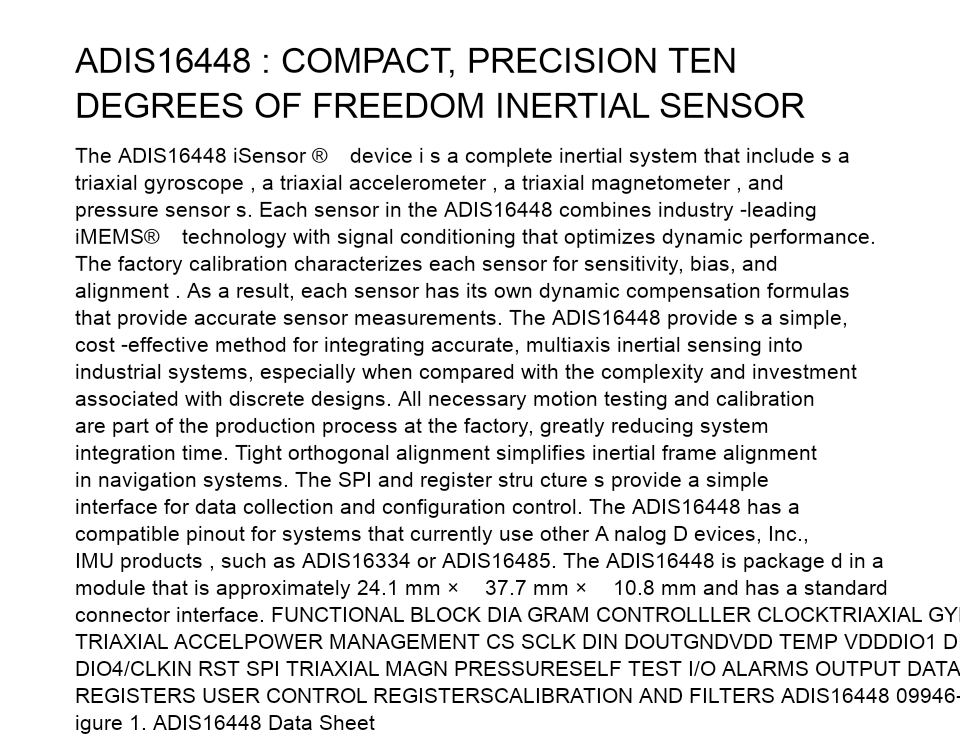 ADIS16448 : COMPACT, PRECISION TEN
DEGREES OF FREEDOM INERTIAL SENSOR
The ADIS16448 iSensor ® device i s a complete inertial system that include s a
triaxial gyroscope , a triaxial accelerometer , a triaxial magnetometer , and
pressure sensor s. Each sensor in the ADIS16448 combines industry -leading
iMEMS® technology with signal conditioning that optimizes dynamic performance.
The factory calibration characterizes each sensor for sensitivity, bias, and
alignment . As a result, each sensor has its own dynamic compensation formulas
that provide accurate sensor measurements. The ADIS16448 provide s a simple,
cost -effective method for integrating accurate, multiaxis inertial sensing into
industrial systems, especially when compared with the complexity and investment
associated with discrete designs. All necessary motion testing and calibration
are part of the production process at the factory, greatly reducing system
integration time. Tight orthogonal alignment simplifies inertial frame alignment
in navigation systems. The SPI and register stru cture s provide a simple
interface for data collection and configuration control. The ADIS16448 has a
compatible pinout for systems that currently use other A nalog D evices, Inc.,
IMU products , such as ADIS16334 or ADIS16485. The ADIS16448 is package d in a
module that is approximately 24.1 mm × 37.7 mm × 10.8 mm and has a standard
connector interface. FUNCTIONAL BLOCK DIA GRAM CONTROLLLER CLOCKTRIAXIAL
TRIAXIAL ACCELPOWER MANAGEMENT CS SCLK DIN DOUTGNDVDD TEMP VDDDIO1
DIO4/CLKIN RST SPI TRIAXIAL MAGN PRESSURESELF TEST I/O ALARMS OUTPUT DATA
REGISTERS USER CONTROL REGISTERSCALIBRATION AND FILTERS ADIS16448 09946-
igure 1. ADIS16448 Data Sheet